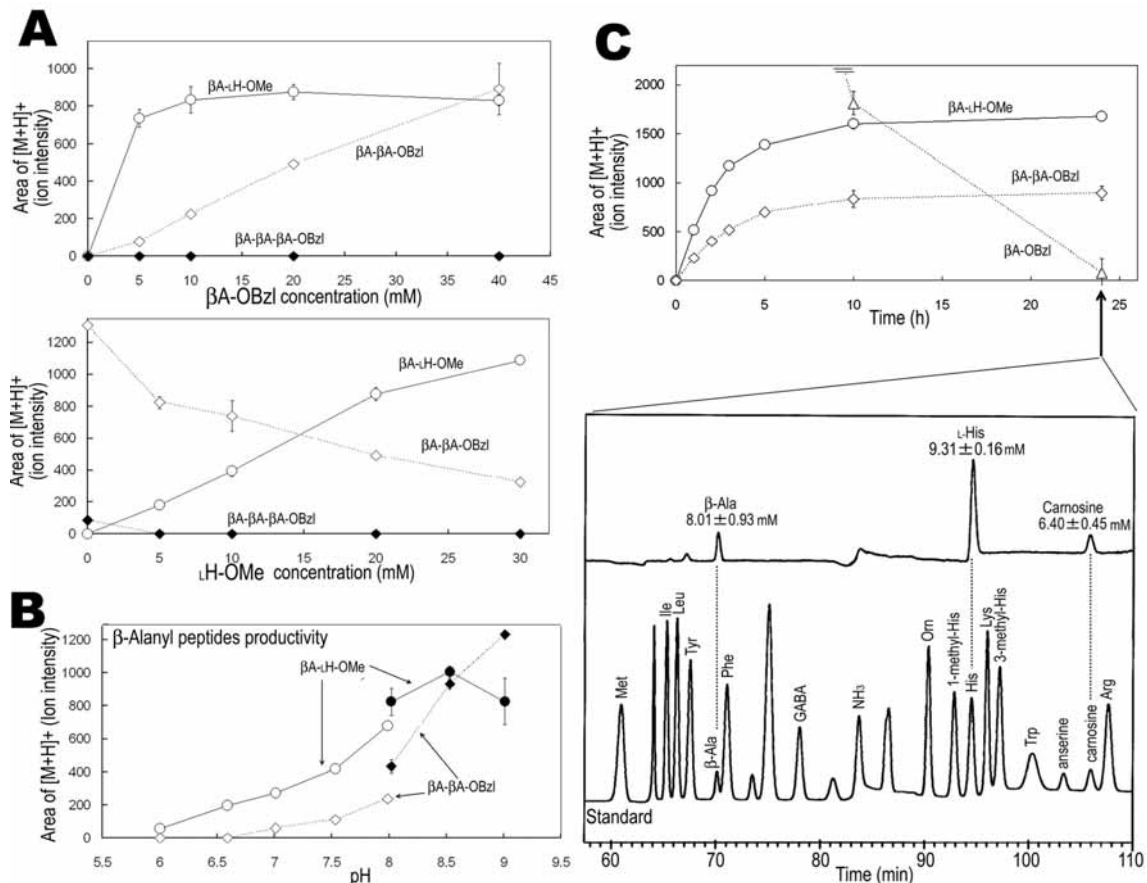 A
Area of [M+H]+
(ion intensity)
1000
800
600
400
200
0
βA-LH-OMe
βA-βA-OBzl
βA-βA-βA-OBzl
0 5 10 15 20 25 30 35 40 45
βA-OBzl concentration (mM)
Area of [M+H]+
(ion intensity)
1200
1000
800
600
400
200
0
βA-LH-OMe
βA-βA-OBzl
βA-βA-βA-OBzl
0 5 10 15 20 25 30
LH-OMe concentration (mM)
B
Area of [M+H]+ (Ion intensity)
β-Alanyl peptides productivity
1200
1000
800
600
400
200
0
βA-LH-OMe
βA-βA-OBzl
5.5 6 6.5 7 7.5 8 8.5 9 9.5
pH
C
Area of [M+H]+
(ion intensity)
2000
1500
1000
500
0
βA-LH-OMe
βA-βA-OBzl
βA-OBzl
0 5 10 15 20 25
Time (h)
L-His
9.31±0.16 mM
β-Ala
8.01±0.93 mM
Carnosine
6.40±0.45 mM
Met
Ile
Leu
Tyr
β-Ala
Phe
GABA
NH3
Orn
1-methyl-His
His
Lys
3-methyl-His
Trp
anserine
carnosine
Arg
Standard
60 70 80 90 100 110
Time (min)